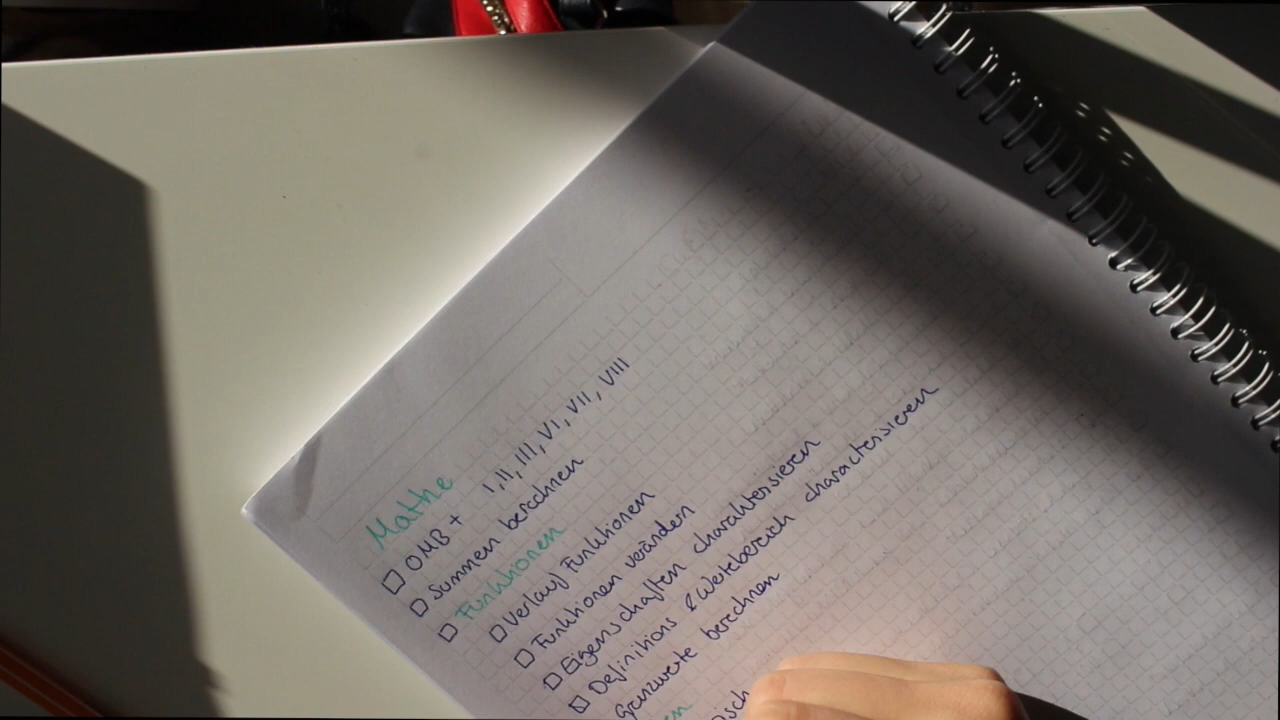 Mathe
☐ OMB+ I, II, III, VI, VII, VIII
☐ Summen berechnen
☐ Funktionen
☐ Verlauf Funktionen
☐ Funktionen verändern
☐ Eigenschaften charakterisieren
☐ Definitions & Wertebereich characterisieren
Grenzwerte berechnen